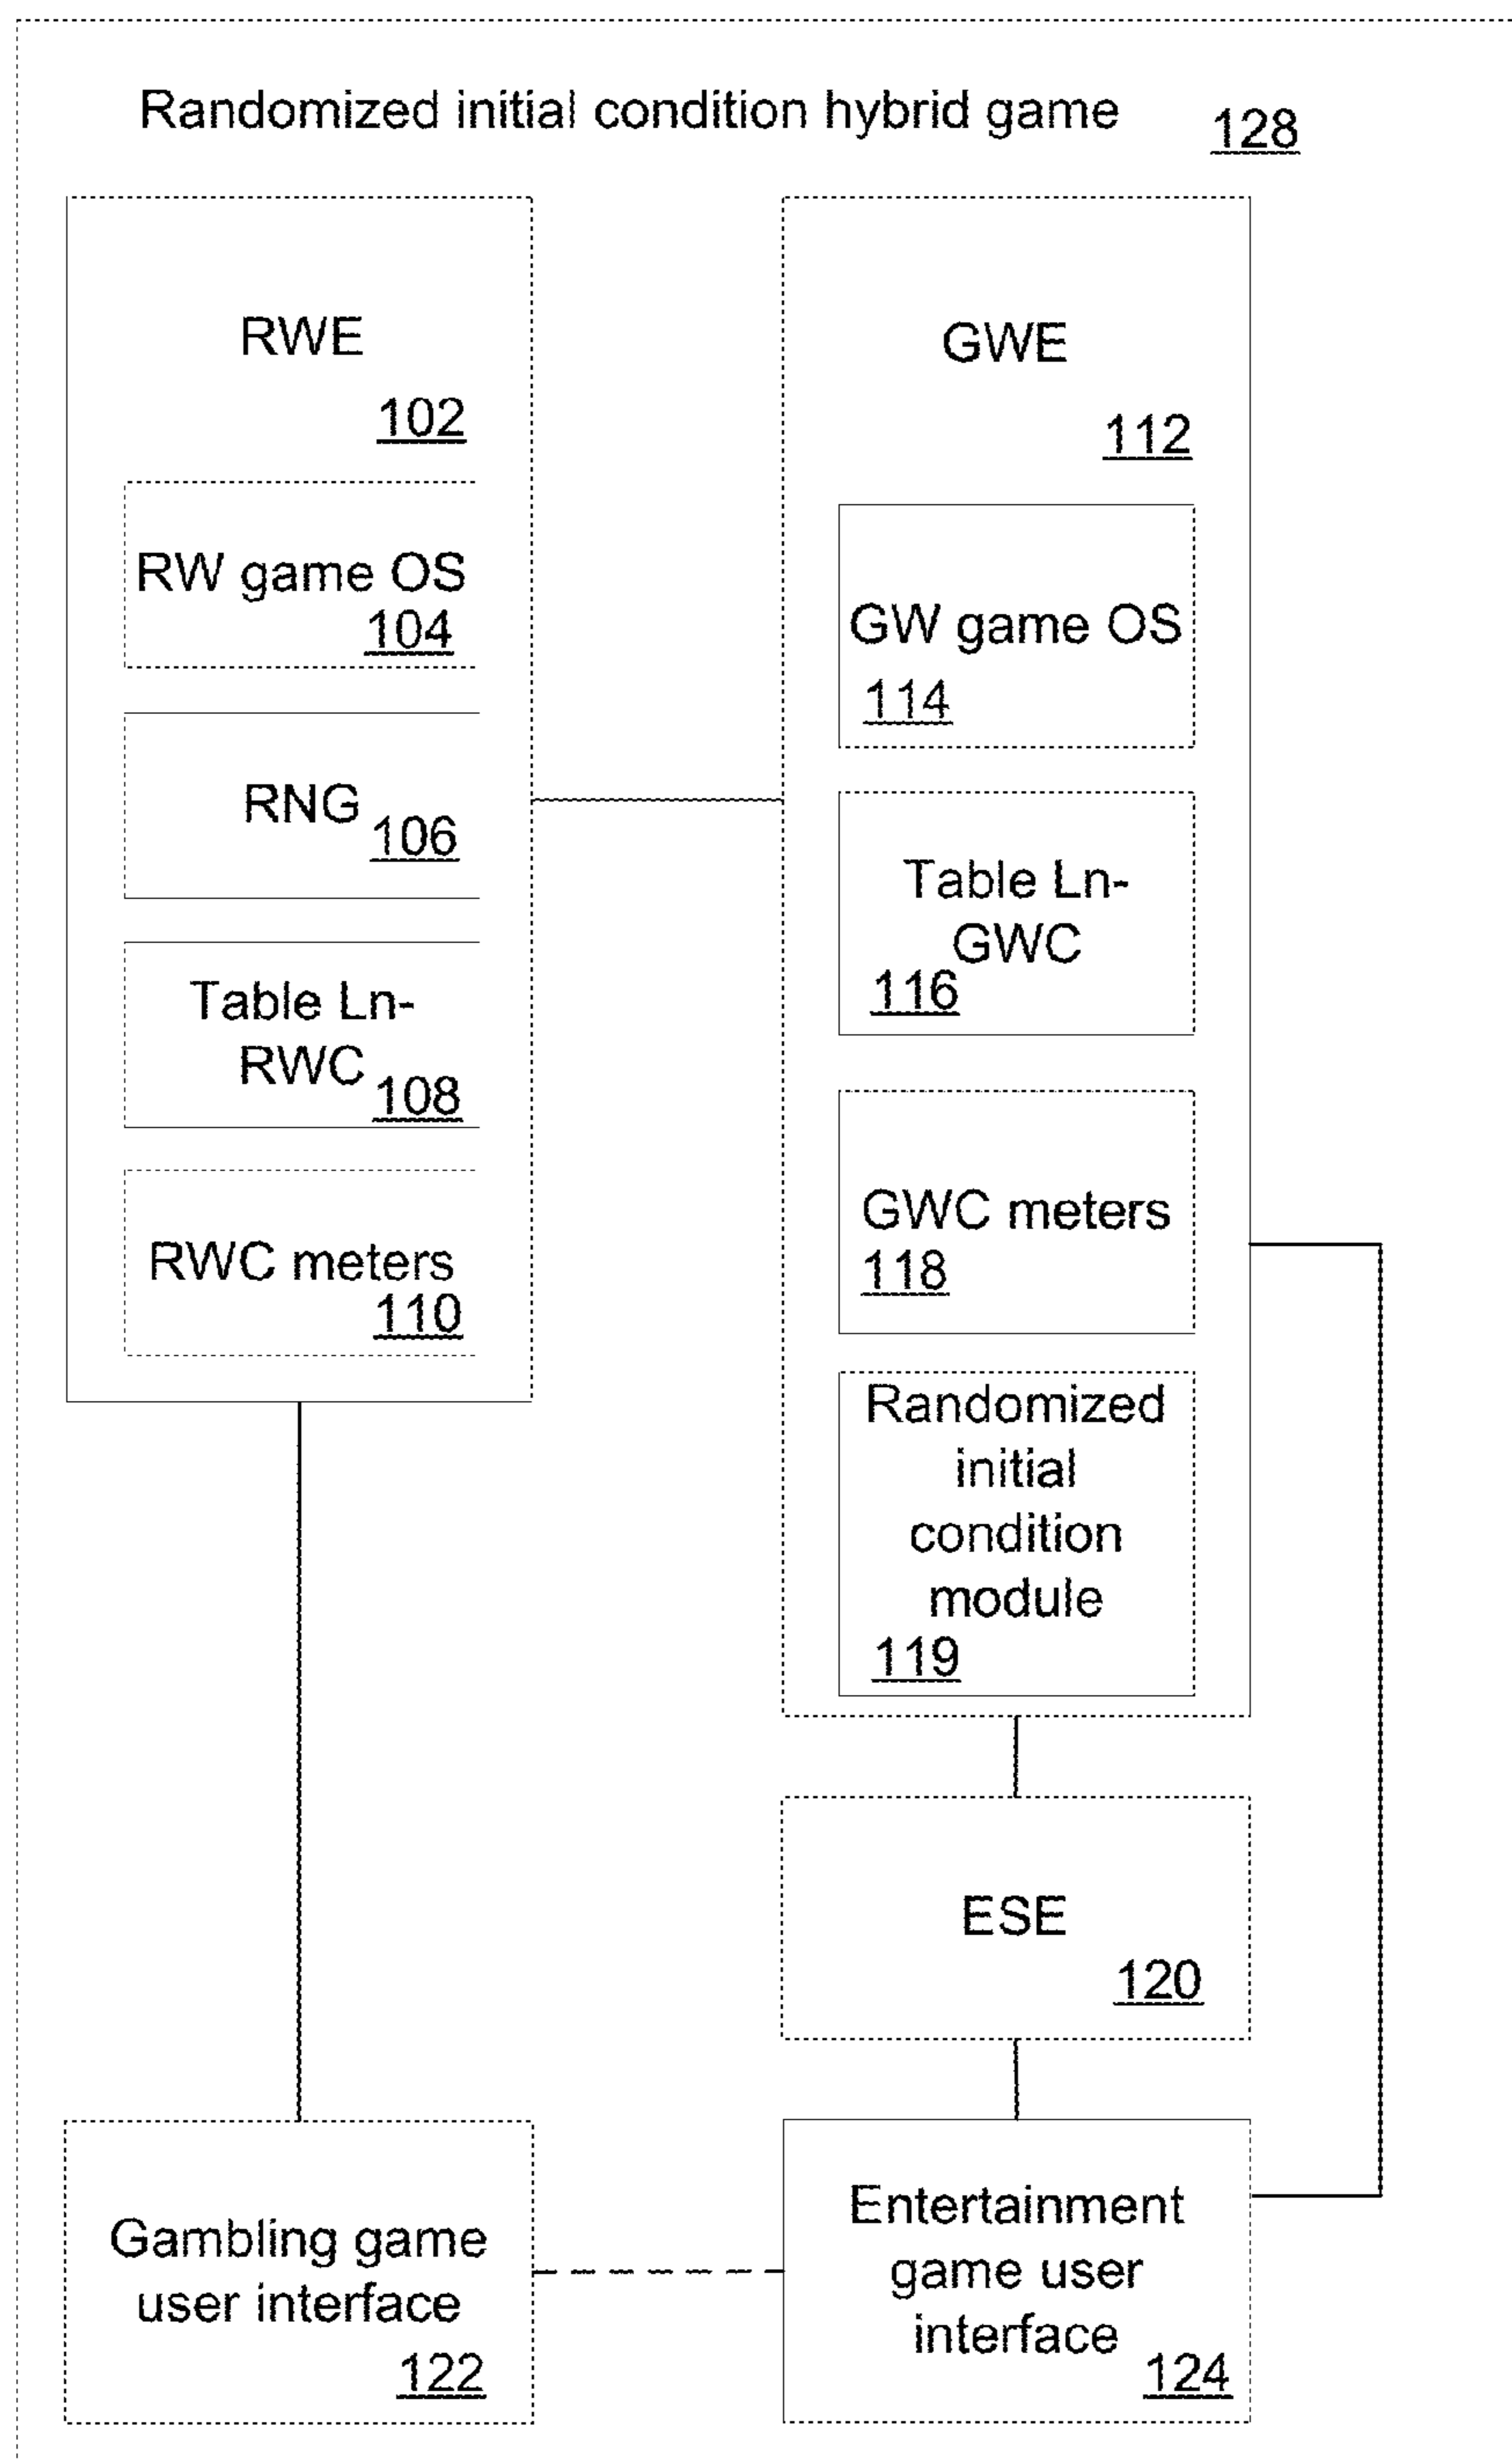 Randomized initial condition hybrid game
128
RWE
102
RW game OS
104
RNG
106
Table Ln-
RWC
108
RWC meters
110
GWE
112
GW game OS
114
Table Ln-
GWC
116
GWC meters
118
Randomized
initial
condition
module
119
ESE
120
Gambling game
user interface
122
Entertainment
game user
interface
124